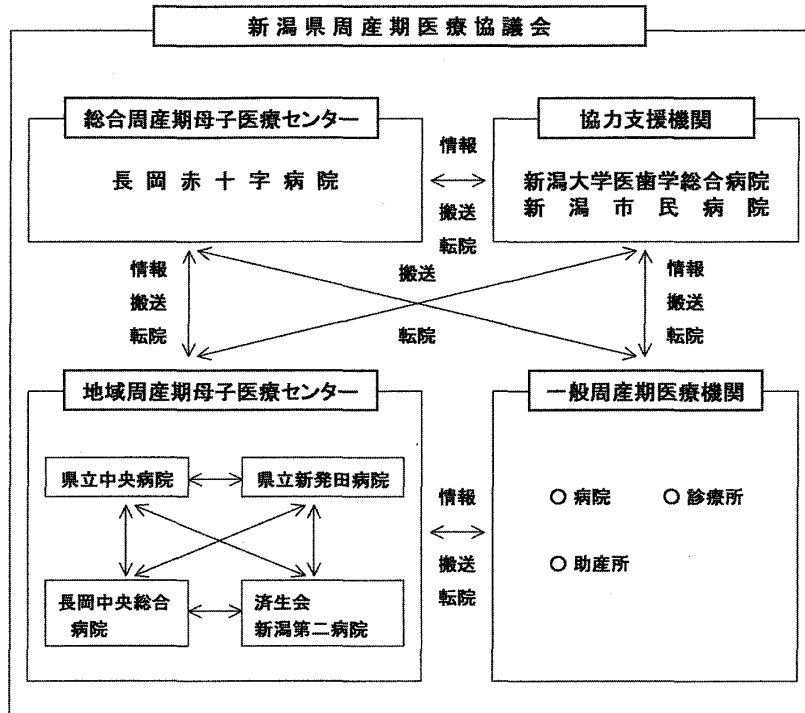 新潟県周産期医療協議会
総合周産期母子医療センター
長岡赤十字病院
情報
搬送
転院
協力支援機関
新潟大学医歯学総合病院
新潟市民病院
情報
搬送
転院
搬送
転院
情報
搬送
転院
地域周産期母子医療センター
県立中央病院
県立新発田病院
長岡中央総合
病院
済生会
新潟第二病院
情報
搬送
転院
一般周産期医療機関
○ 病院
○ 診療所
○ 助産所